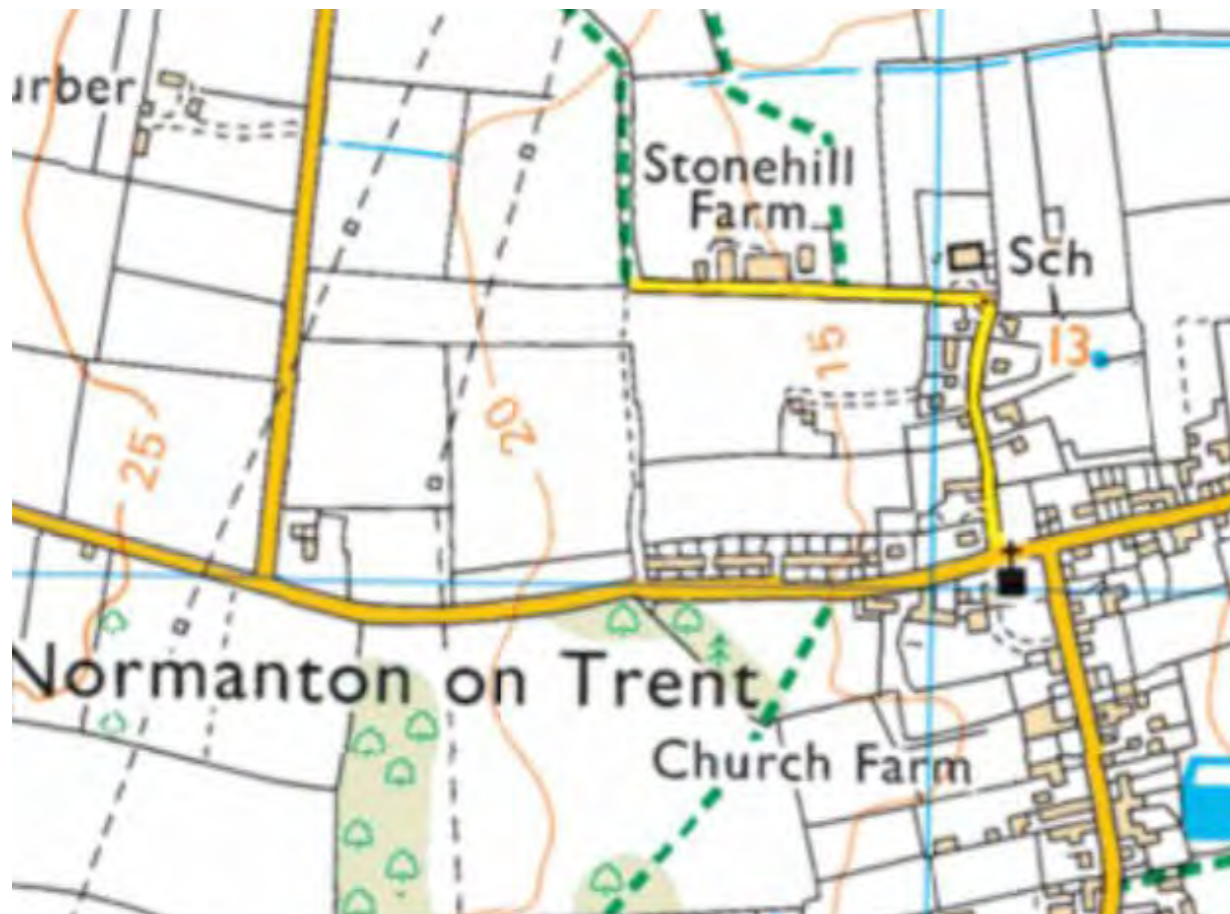 urber
Stonehill
Farm
Sch
13
15
20
25
Normanton on Trent
Church Farm